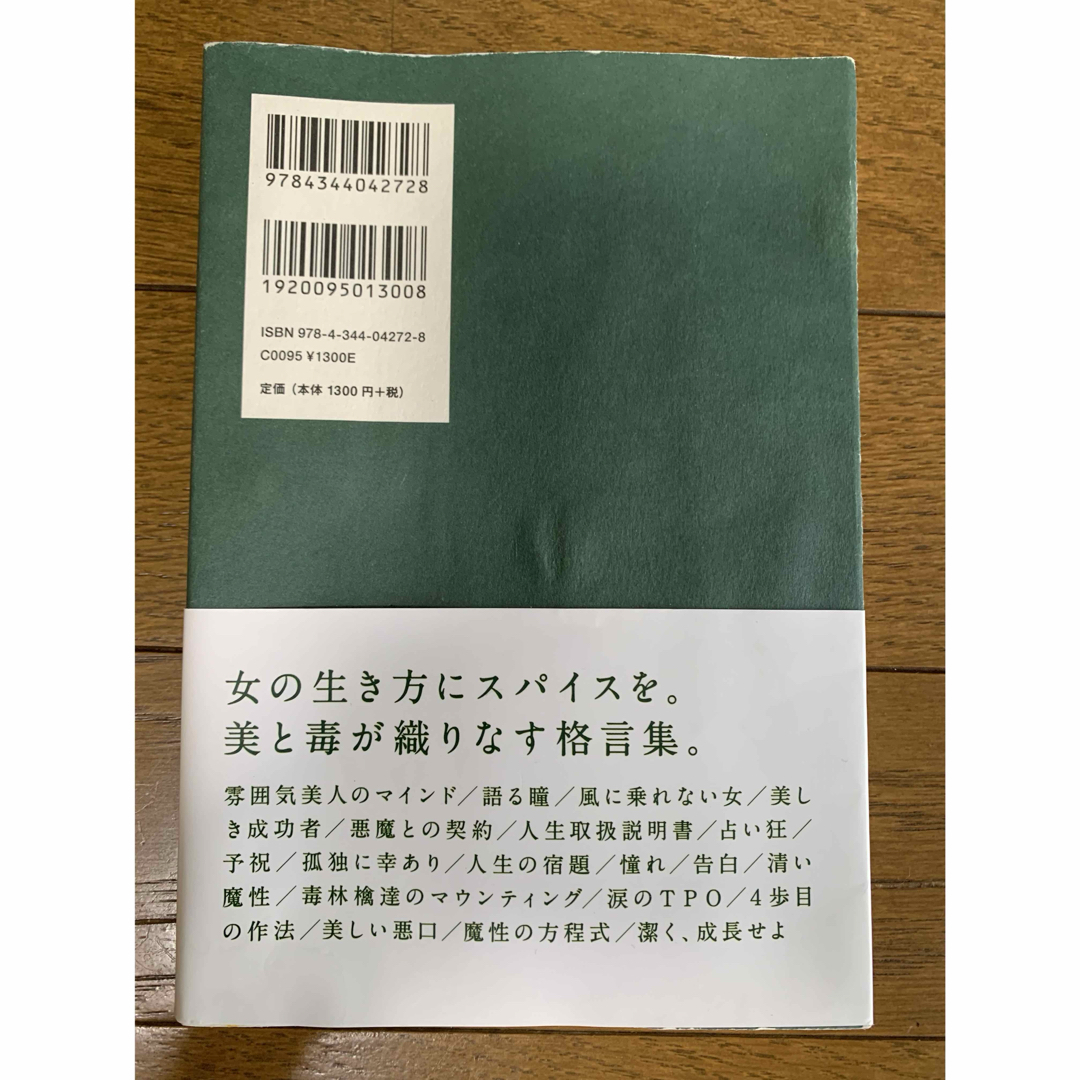 9784344042728
1920095013008
ISBN 978-4-344-04272-8
C0095 ¥1300E
定価（本体 1300 円+税）
女の生き方にスパイスを。
美と毒が織りなす格言集。
雰囲気美人のマインド/語る瞳/風に乗れない女/美し
き成功者/悪魔との契約/人生取扱説明書/占い狂/
予祝/孤独に幸あり/人生の宿題/憧れ/告白/清い
魔性/毒林檎達のマウンティング/涙のTPO/4歩目
の作法/美しい悪口/魔性の方程式/潔く、成長せよ